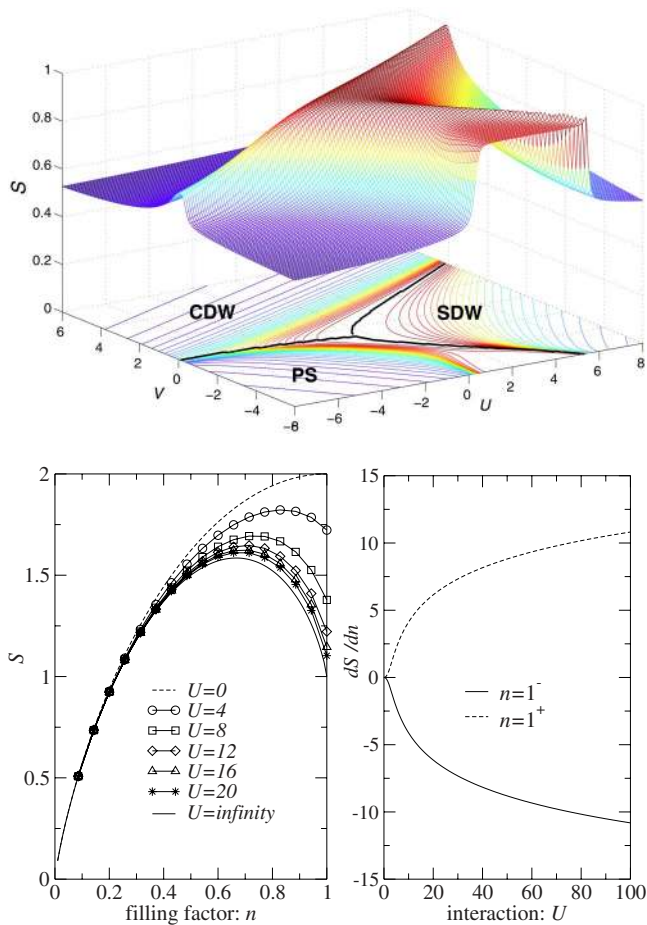 1
0.8
0.6
0.4
0.2
0
S
6
4
2
0
−2
−4
−6
−8
V
−6
−4
−2
0
2
4
6
8
U
CDW
SDW
PS
2
1.5
1
0.5
0
S
0
0.2
0.4
0.6
0.8
1
filling factor: n
U=0
U=4
U=8
U=12
U=16
U=20
U=infinity
15
10
5
0
-5
-10
-15
dS/dn
0
20
40
60
80
100
interaction: U
n=1-
n=1+